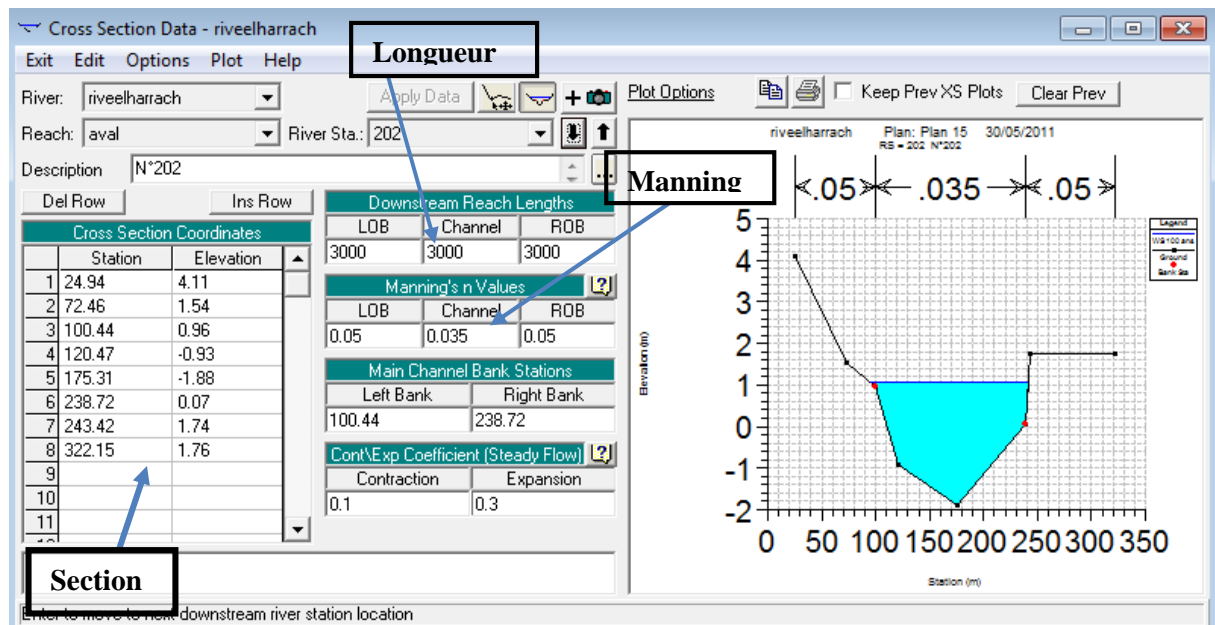 Cross Section Data - riveelharrach
Exit Edit Options Plot Help
Longueur
River: riveelharrach
Apply Data
Plot Options
Keep Prev XS Plots
Clear Prev
Reach: aval
River Sta.: 202
Description N°202
...
Manning
Del Row
Ins Row
Cross Section Coordinates
Station Elevation
1 24.94 4.11
2 72.46 1.54
3 100.44 0.96
4 120.47 -0.93
5 175.31 -1.88
6 238.72 0.07
7 243.42 1.74
8 322.15 1.76
9
10
11
Section
Downstream Reach Lengths
LOB Channel ROB
3000 3000 3000
Manning's n Values
LOB Channel ROB
0.05 0.035 0.05
Main Channel Bank Stations
Left Bank Right Bank
100.44 238.72
Cont\Exp Coefficient (Steady Flow)
Contraction Expansion
0.1 0.3
riveelharrach Plan: Plan 15 30/05/2011
RS = 202 N°202
.05 .035 .05
Legend
WS 100 ans
Ground
Bank Sta
5
4
3
2
1
0
-1
-2
Elevation (m)
0 50 100 150 200 250 300 350
Station (m)
Enter to move to next downstream river station location